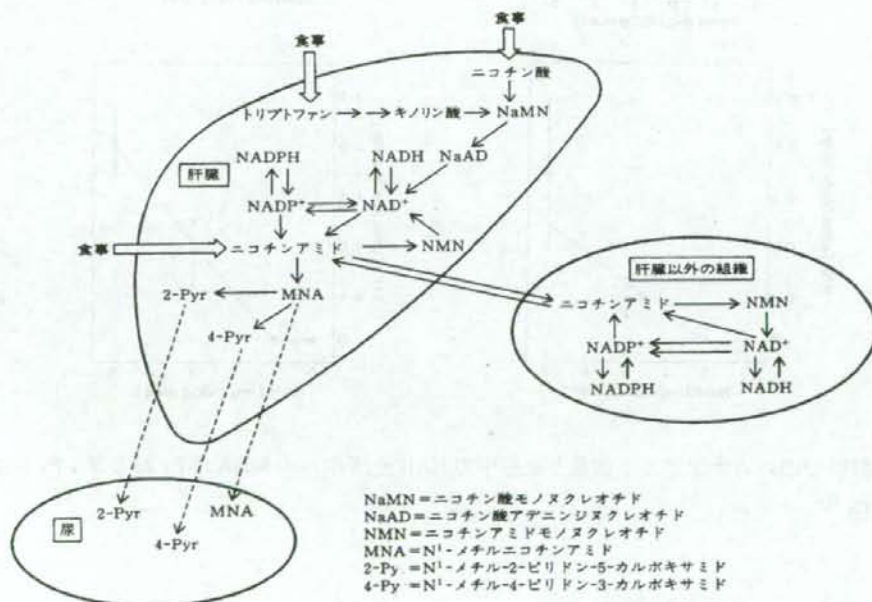 食事
食事
ニコチン酸
トリプトファン→→キノリン酸→NaMN
NADPH NADH NaAD
肝臓
NADP⁺ NAD⁺
食事 ニコチンアミド NMN
肝臓以外の組織
2-Pyr MNA
ニコチンアミド NMN
4-Pyr
NADP⁺ NAD⁺
NADPH NADH
尿
2-Pyr MNA
4-Pyr
NaMN=ニコチン酸モノヌクレオチド
NaAD=ニコチン酸アデニンジヌクレオチド
NMN=ニコチンアミドモノヌクレオチド
MNA=N¹-メチルニコチンアミド
2-Py =N¹-メチル-2-ピリドン-5-カルボキサミド
4-Py =N¹-メチル-4-ピリドン-3-カルボキサミド